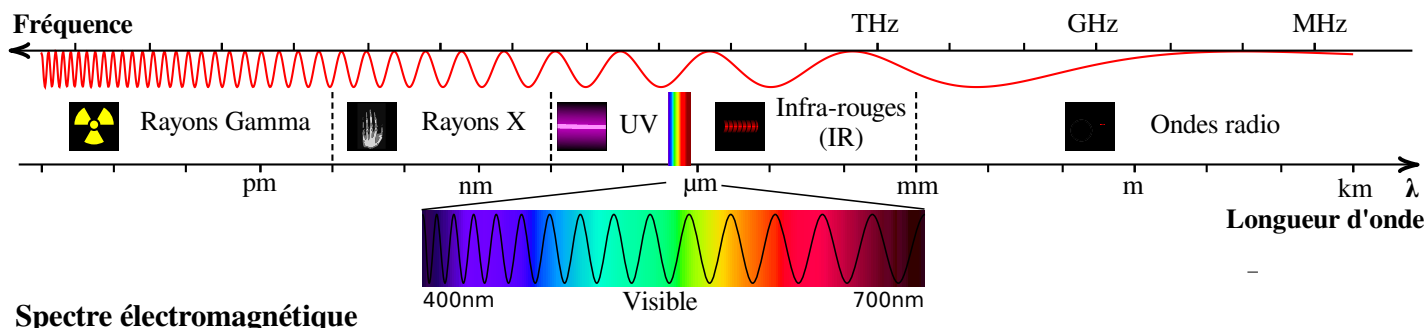 Fréquence THz GHz MHz
Rayons Gamma Rayons X UV Infra-rouges (IR) Ondes radio
pm nm µm mm m km λ
Longueur d'onde
400nm Visible 700nm
Spectre électromagnétique